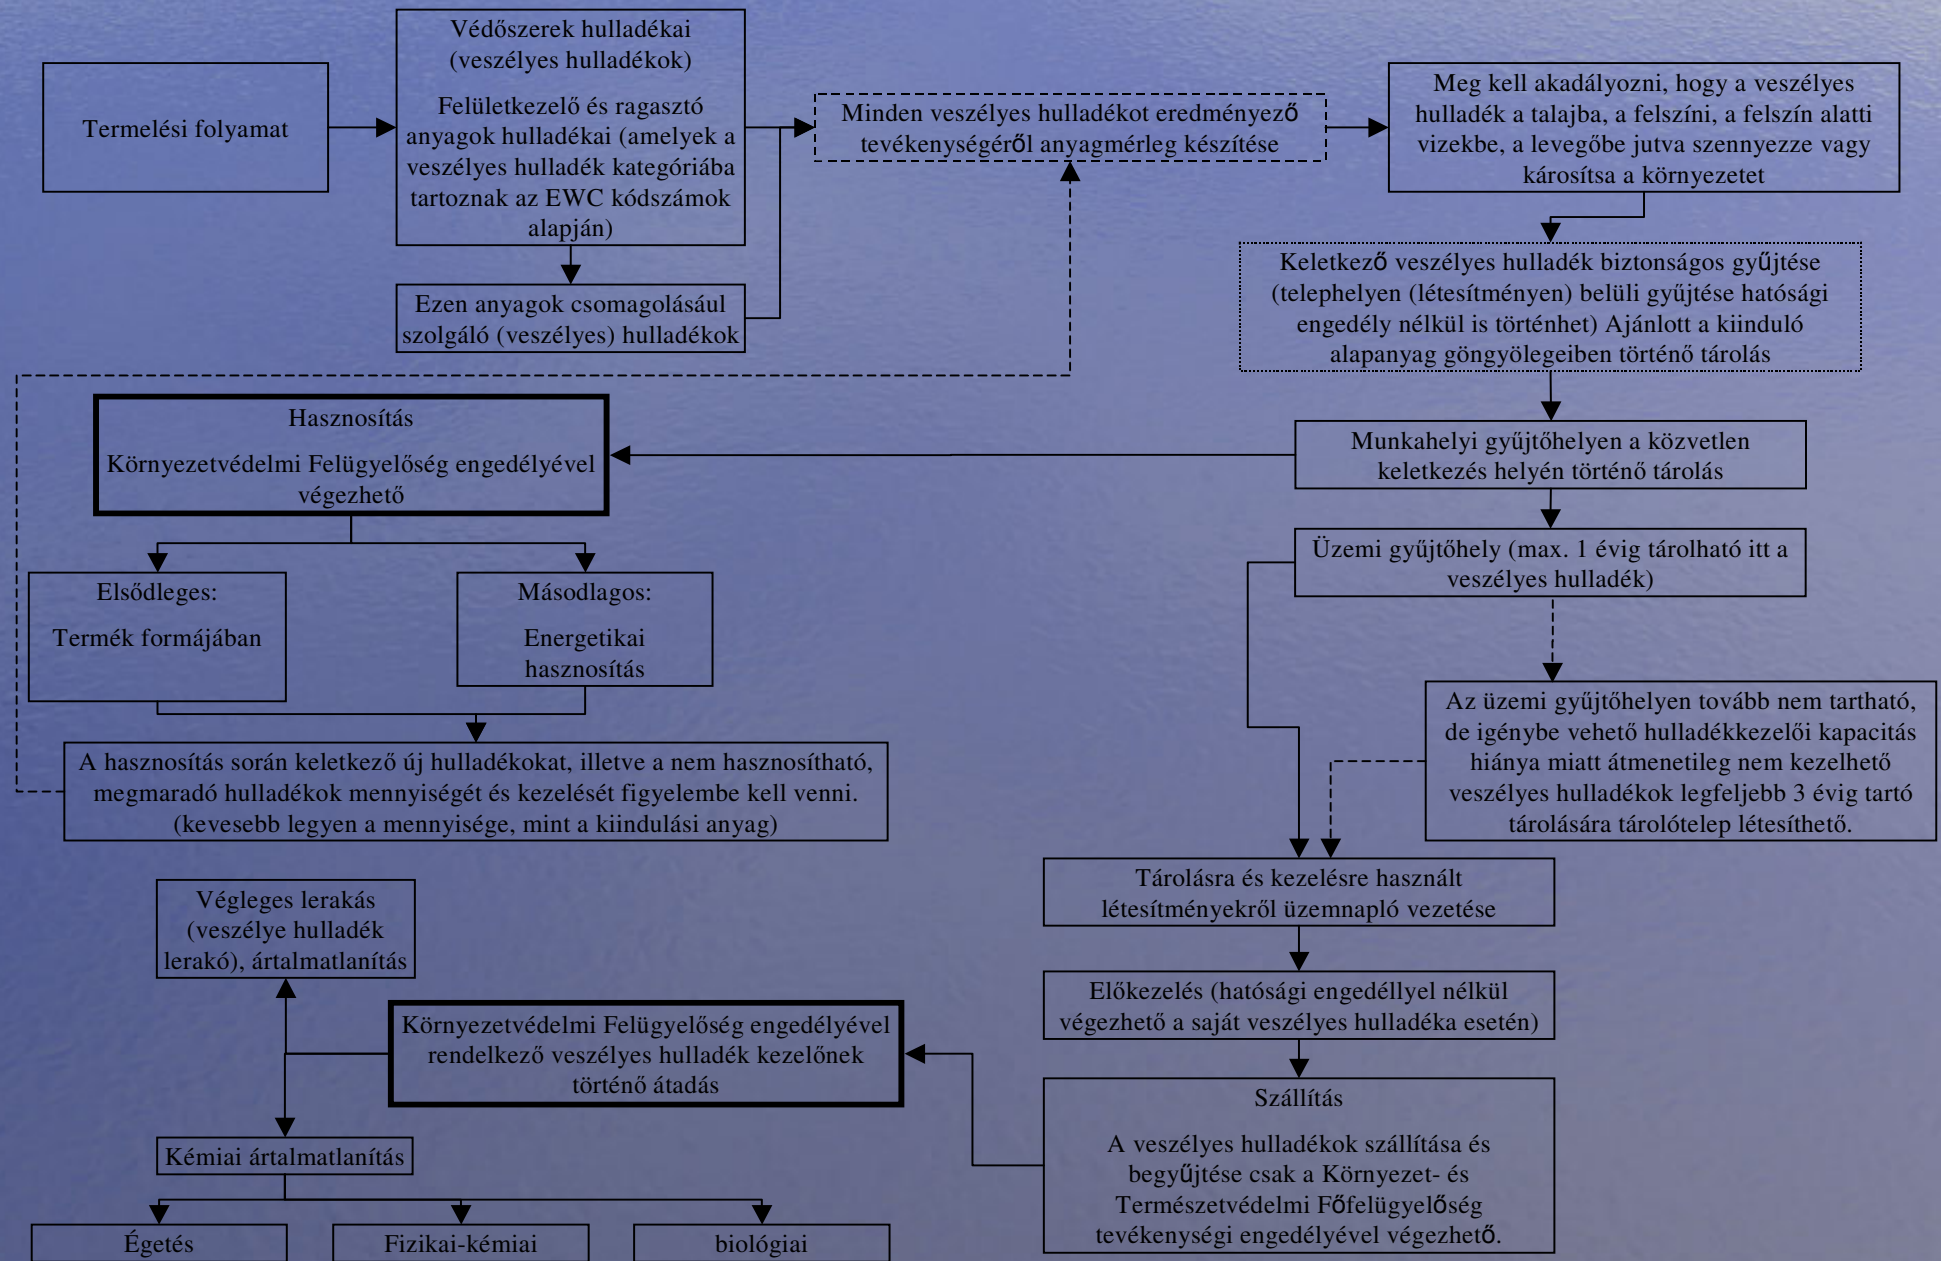 Termelési folyamat
Védőszerek hulladékai
(veszélyes hulladékok)
Felületkezelő és ragasztó
anyagok hulladékai (amelyek a
veszélyes hulladék kategóriába
tartoznak az EWC kódszámok
alapján)
Ezen anyagok csomagolásául
szolgáló (veszélyes) hulladékok
Minden veszélyes hulladékot eredményező
tevékenységéről anyagmérleg készítése
Meg kell akadályozni, hogy a veszélyes
hulladék a talajba, a felszíni, a felszín alatti
vizekbe, a levegőbe jutva szennyezze vagy
károsítsa a környezetet
Keletkező veszélyes hulladék biztonságos gyűjtése
(telephelyen (létesítményen) belüli gyűjtése hatósági
engedély nélkül is történhet) Ajánlott a kiinduló
alapanyag göngyölegeiben történő tárolás
Munkahelyi gyűjtőhelyen a közvetlen
keletkezés helyén történő tárolás
Hasznosítás
Környezetvédelmi Felügyelőség engedélyével
végezhető
Elsődleges:
Termék formájában
Másodlagos:
Energetikai
hasznosítás
A hasznosítás során keletkező új hulladékokat, illetve a nem hasznosítható,
megmaradó hulladékok mennyiségét és kezelését figyelembe kell venni.
(kevesebb legyen a mennyisége, mint a kiindulási anyag)
Üzemi gyűjtőhely (max. 1 évig tárolható itt a
veszélyes hulladék)
Az üzemi gyűjtőhelyen tovább nem tartható,
de igénybe vehető hulladékkezelői kapacitás
hiánya miatt átmenetileg nem kezelhető
veszélyes hulladékok legfeljebb 3 évig tartó
tárolására tárolótelep létesíthető.
Tárolásra és kezelésre használt
létesítményekről üzemnapló vezetése
Előkezelés (hatósági engedéllyel nélkül
végezhető a saját veszélyes hulladéka esetén)
Szállítás
A veszélyes hulladékok szállítása és
begyűjtése csak a Környezet- és
Természetvédelmi Főfelügyelőség
tevékenységi engedélyével végezhető.
Környezetvédelmi Felügyelőség engedélyével
rendelkező veszélyes hulladék kezelőnek
történő átadás
Végleges lerakás
(veszélye hulladék
lerakó), ártalmatlanítás
Kémiai ártalmatlanítás
Égetés
Fizikai-kémiai
biológiai